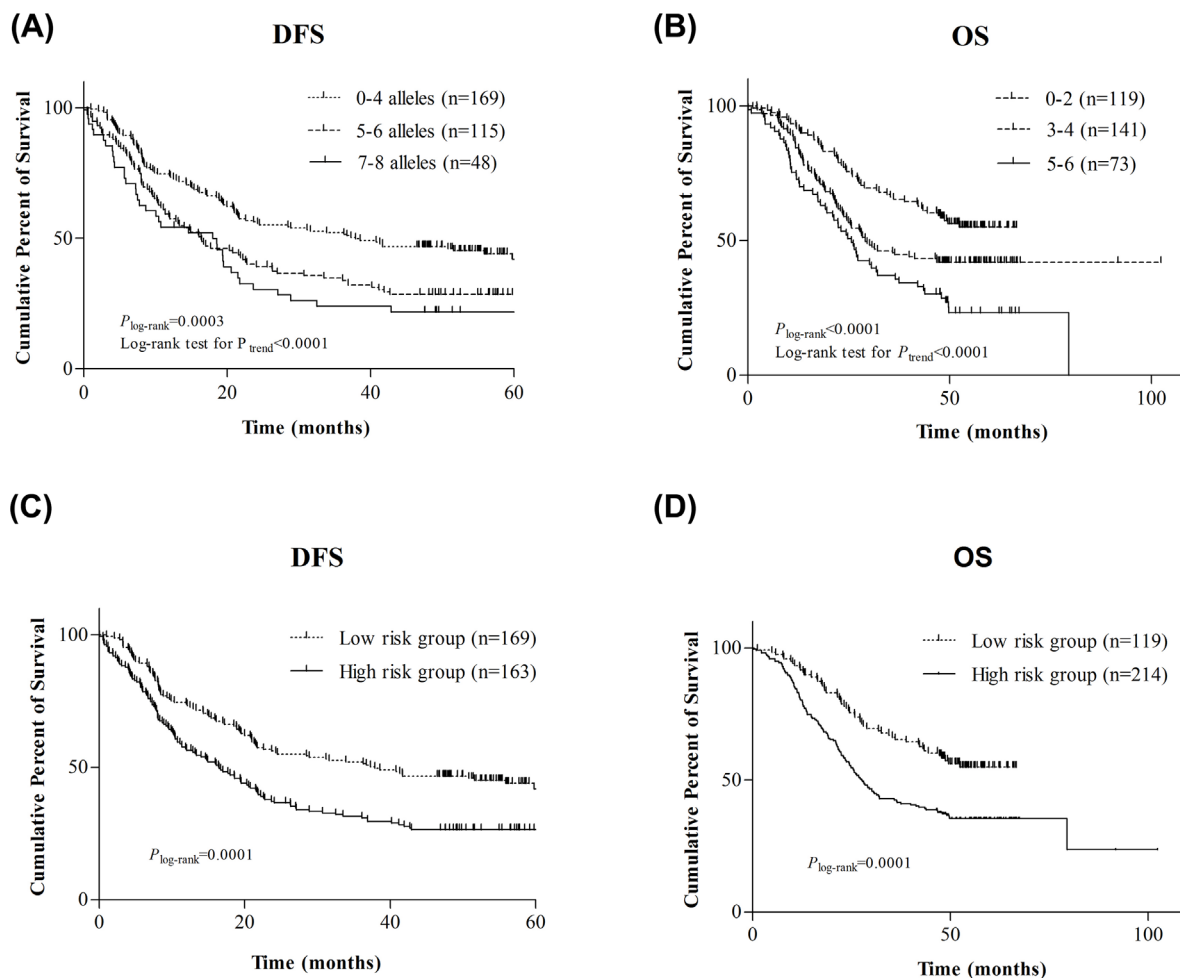 (A)
DFS
Cumulative Percent of Survival
100
50
0
0-4 alleles (n=169)
5-6 alleles (n=115)
7-8 alleles (n=48)
Plog-rank=0.0003
Log-rank test for Ptrend<0.0001
0 20 40 60
Time (months)
(B)
OS
Cumulative Percent of Survival
100
50
0
0-2 (n=119)
3-4 (n=141)
5-6 (n=73)
Plog-rank<0.0001
Log-rank test for Ptrend<0.0001
0 50 100
Time (months)
(C)
DFS
Cumulative Percent of Survival
100
50
0
Low risk group (n=169)
High risk group (n=163)
Plog-rank=0.0001
0 20 40 60
Time (months)
(D)
OS
Cumulative Percent of Survival
100
50
0
Low risk group (n=119)
High risk group (n=214)
Plog-rank=0.0001
0 50 100
Time (months)